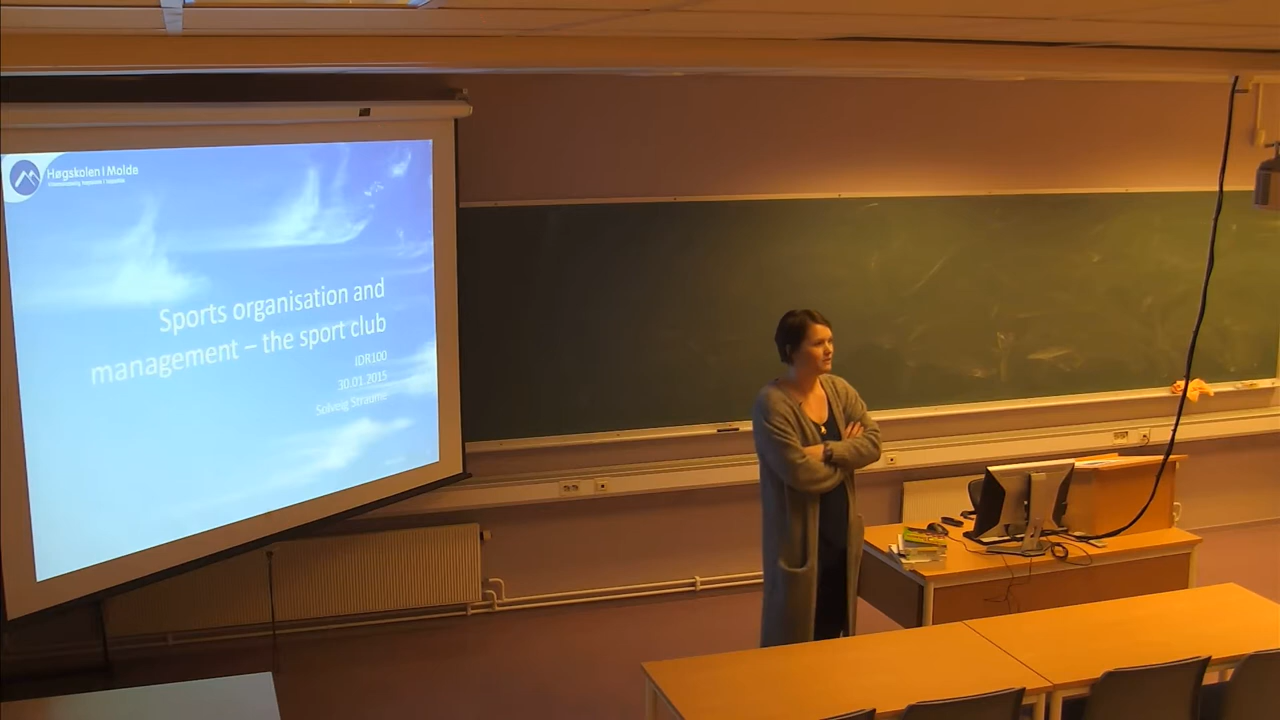 Høgskolen i Molde
Sports organisation and
management – the sport club
IDR100
30.01.2015
Solveig Straume